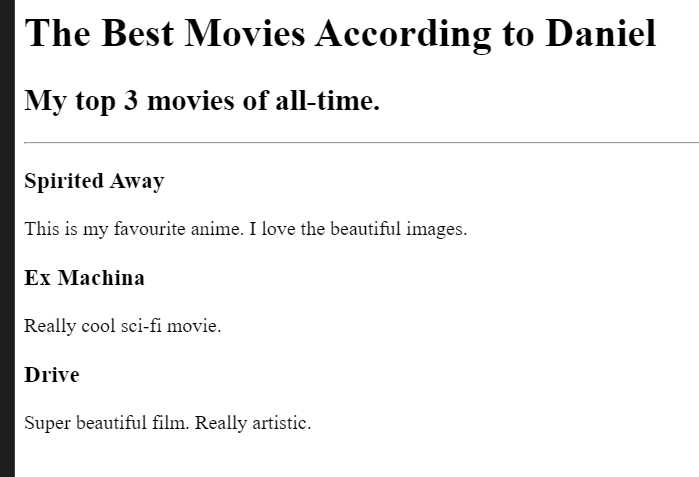 The Best Movies According to Daniel
My top 3 movies of all-time.
Spirited Away
This is my favourite anime. I love the beautiful images.
Ex Machina
Really cool sci-fi movie.
Drive
Super beautiful film. Really artistic.